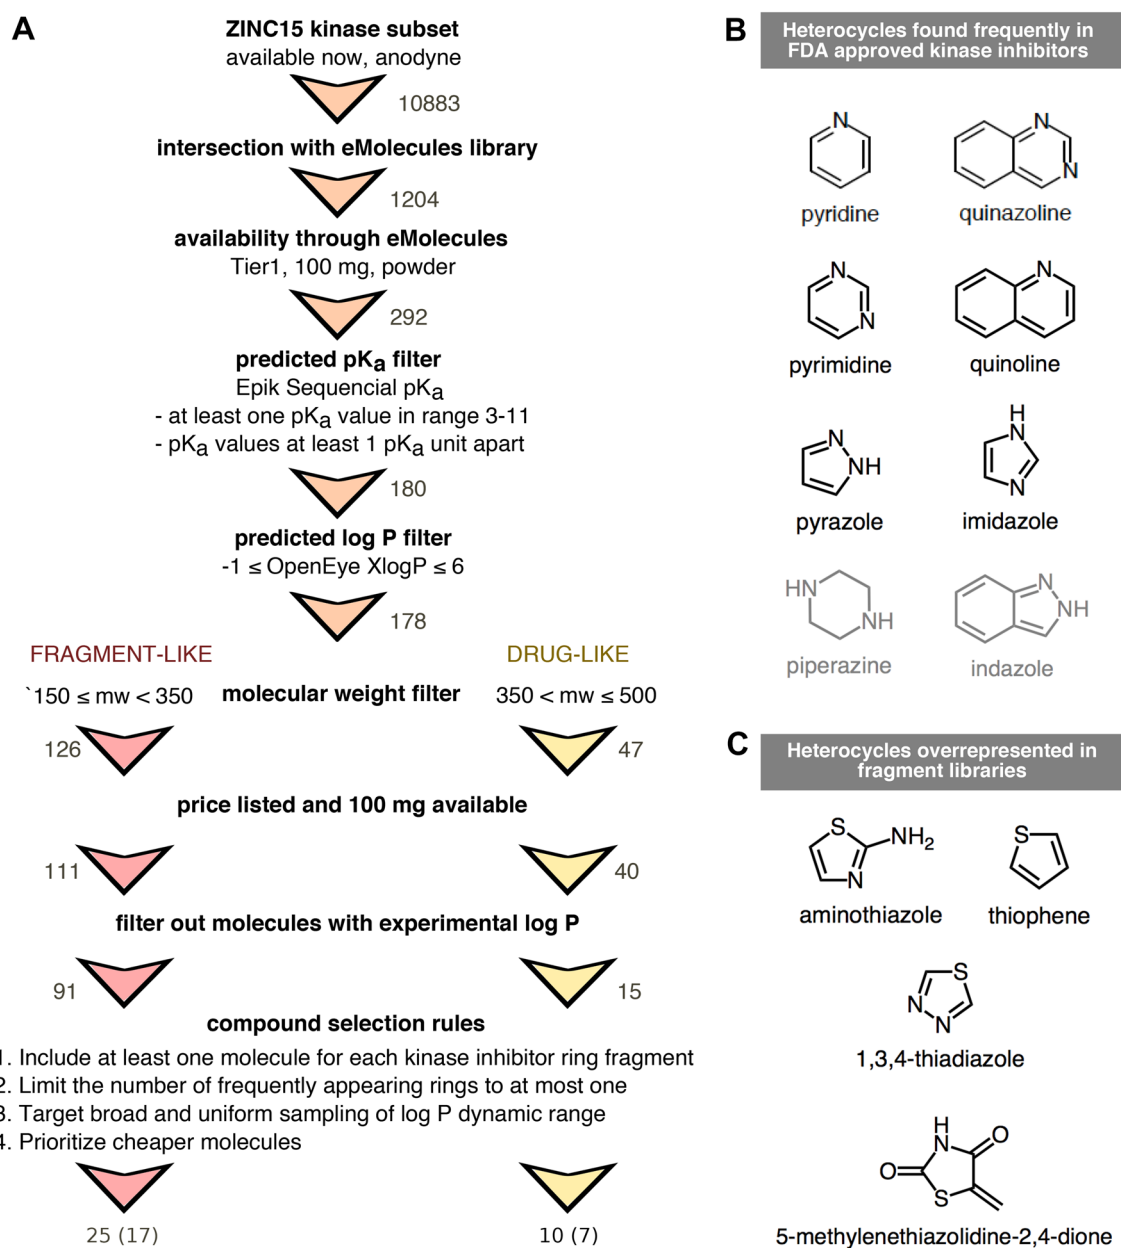 A
ZINC15 kinase subset
available now, anodyne
10883
intersection with eMolecules library
1204
availability through eMolecules
Tier1, 100 mg, powder
292
predicted pKa filter
Epik Sequencial pKa
- at least one pKa value in range 3-11
- pKa values at least 1 pKa unit apart
180
predicted log P filter
-1 ≤ OpenEye XlogP ≤ 6
178
FRAGMENT-LIKE
DRUG-LIKE
`150 ≤ mw < 350
molecular weight filter
350 < mw ≤ 500
126
47
price listed and 100 mg available
111
40
filter out molecules with experimental log P
91
15
compound selection rules
1. Include at least one molecule for each kinase inhibitor ring fragment
2. Limit the number of frequently appearing rings to at most one
3. Target broad and uniform sampling of log P dynamic range
4. Prioritize cheaper molecules
25 (17)
10 (7)
B
Heterocycles found frequently in
FDA approved kinase inhibitors
N
N
N
pyridine
quinazoline
N
N
N
pyrimidine
quinoline
N
NH
H
N
N
pyrazole
imidazole
HN
NH
N
NH
piperazine
indazole
C
Heterocycles overrepresented in
fragment libraries
S
NH2
N
S
aminothiazole
thiophene
S
N
N
1,3,4-thiadiazole
H
N
O
O
S
5-methylenethiazolidine-2,4-dione